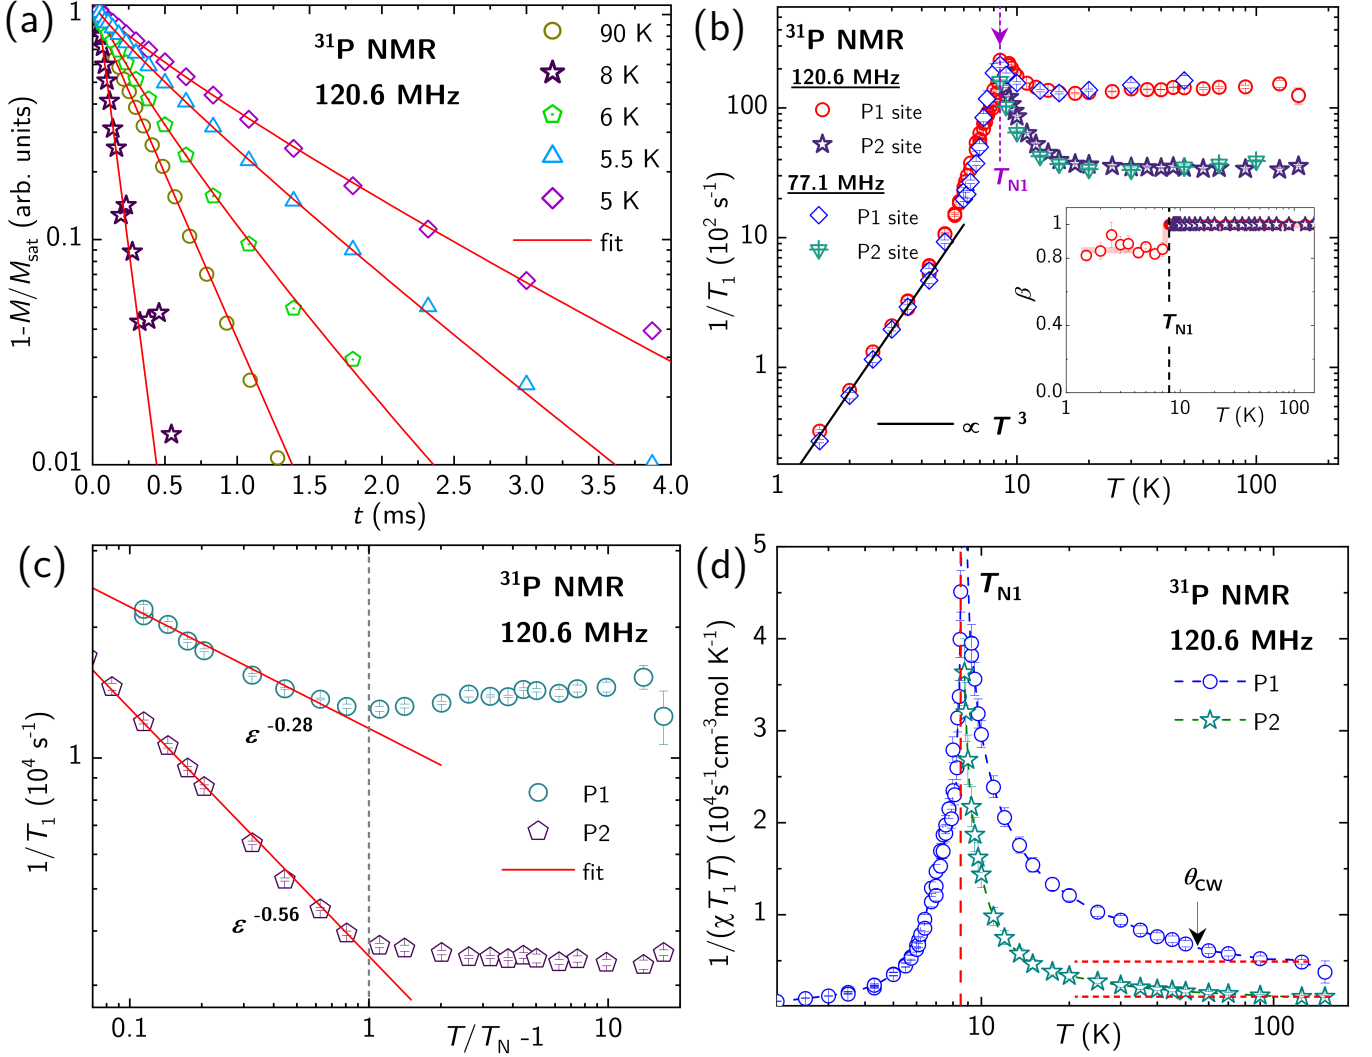 (a)
³¹P NMR
120.6 MHz
90 K
8 K
6 K
5.5 K
5 K
fit
1-M/M_sat (arb. units)
1
0.1
0.01
0.0 0.5 1.0 1.5 2.0 2.5 3.0 3.5 4.0
t (ms)
(b)
³¹P NMR
120.6 MHz
P1 site
P2 site
77.1 MHz
P1 site
P2 site
T_N1
1/T₁ (10² s⁻¹)
100
10
1
∝ T ³
1 10 100
T (K)
β
1.0
0.8
0.4
0.0
T_N1
1 10 100
T (K)
(c)
³¹P NMR
120.6 MHz
ε⁻⁰·²⁸
ε⁻⁰·⁵⁶
P1
P2
fit
1/T₁ (10⁴ s⁻¹)
1
0.1 1 10
T/T_N -1
(d)
T_N1
³¹P NMR
120.6 MHz
P1
P2
θ_CW
1/(χT₁T) (10⁴s⁻¹cm⁻³mol K⁻¹)
5
4
3
2
1
10 100
T (K)